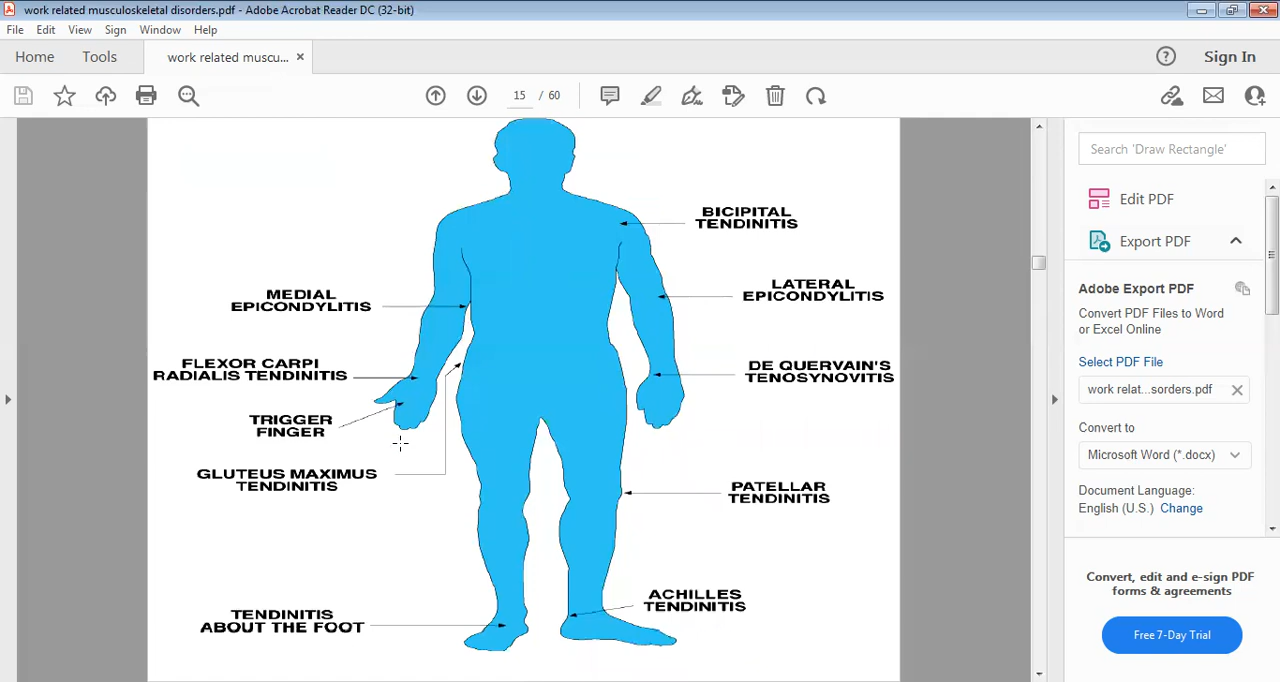 work related musculoskeletal disorders.pdf - Adobe Acrobat Reader DC (32-bit)
File Edit View Sign Window Help
Home Tools work related muscu... × Sign In
15 / 60
BICIPITAL
TENDINITIS
MEDIAL
EPICONDYLITIS
LATERAL
EPICONDYLITIS
FLEXOR CARPI
RADIALIS TENDINITIS
DE QUERVAIN'S
TENOSYNOVITIS
TRIGGER
FINGER
GLUTEUS MAXIMUS
TENDINITIS
PATELLAR
TENDINITIS
ACHILLES
TENDINITIS
TENDINITIS
ABOUT THE FOOT
Search 'Draw Rectangle'
Edit PDF
Export PDF
Adobe Export PDF
Convert PDF Files to Word
or Excel Online
Select PDF File
work relat...sorders.pdf
Convert to
Microsoft Word (*.docx)
Document Language:
English (U.S.) Change
Convert, edit and e-sign PDF
forms & agreements
Free 7-Day Trial